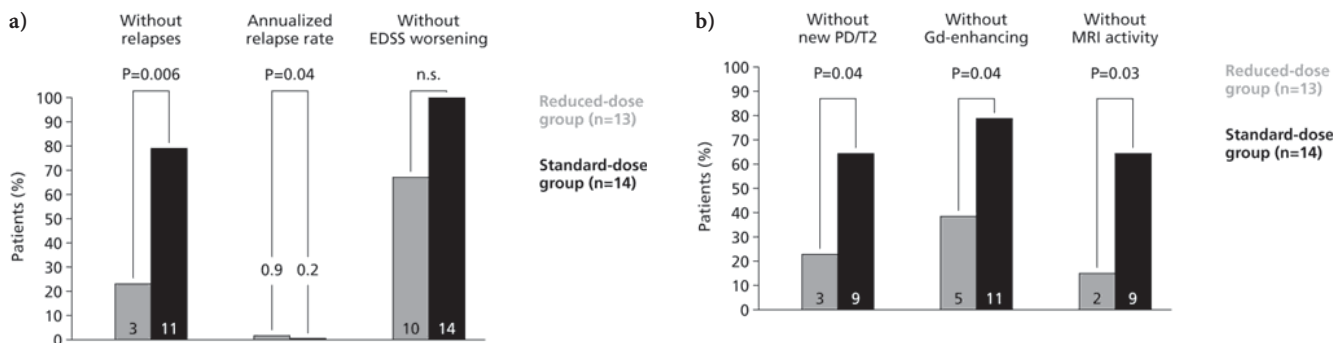 a)
Without
relapses
Annualized
relapse rate
Without
EDSS worsening
P=0.006
P=0.04
n.s.
100
90
80
70
60
50
40
30
20
10
0
Patients (%)
3
11
0.9
0.2
10
14
Reduced-dose
group (n=13)
Standard-dose
group (n=14)
b)
Without
new PD/T2
Without
Gd-enhancing
Without
MRI activity
P=0.04
P=0.04
P=0.03
100
90
80
70
60
50
40
30
20
10
0
Patients (%)
3
9
5
11
2
9
Reduced-dose
group (n=13)
Standard-dose
group (n=14)